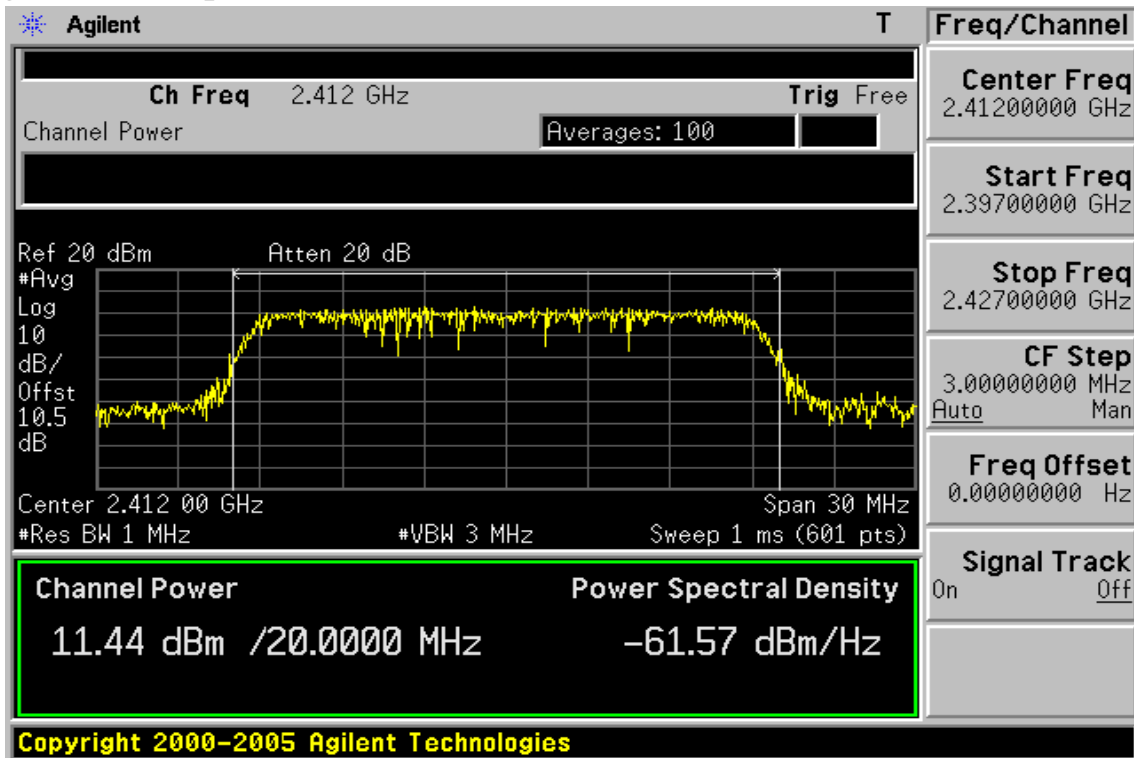 Agilent T
Ch Freq 2.412 GHz Trig Free
Channel Power Averages: 100
Ref 20 dBm Atten 20 dB
#Avg
Log
10
dB/
Offst
10.5
dB
Center 2.412 00 GHz Span 30 MHz
#Res BW 1 MHz #VBW 3 MHz Sweep 1 ms (601 pts)
Channel Power Power Spectral Density
11.44 dBm /20.0000 MHz -61.57 dBm/Hz
Copyright 2000-2005 Agilent Technologies
Freq/Channel
Center Freq
2.41200000 GHz
Start Freq
2.39700000 GHz
Stop Freq
2.42700000 GHz
CF Step
3.00000000 MHz
Auto Man
Freq Offset
0.00000000 Hz
Signal Track
On Off